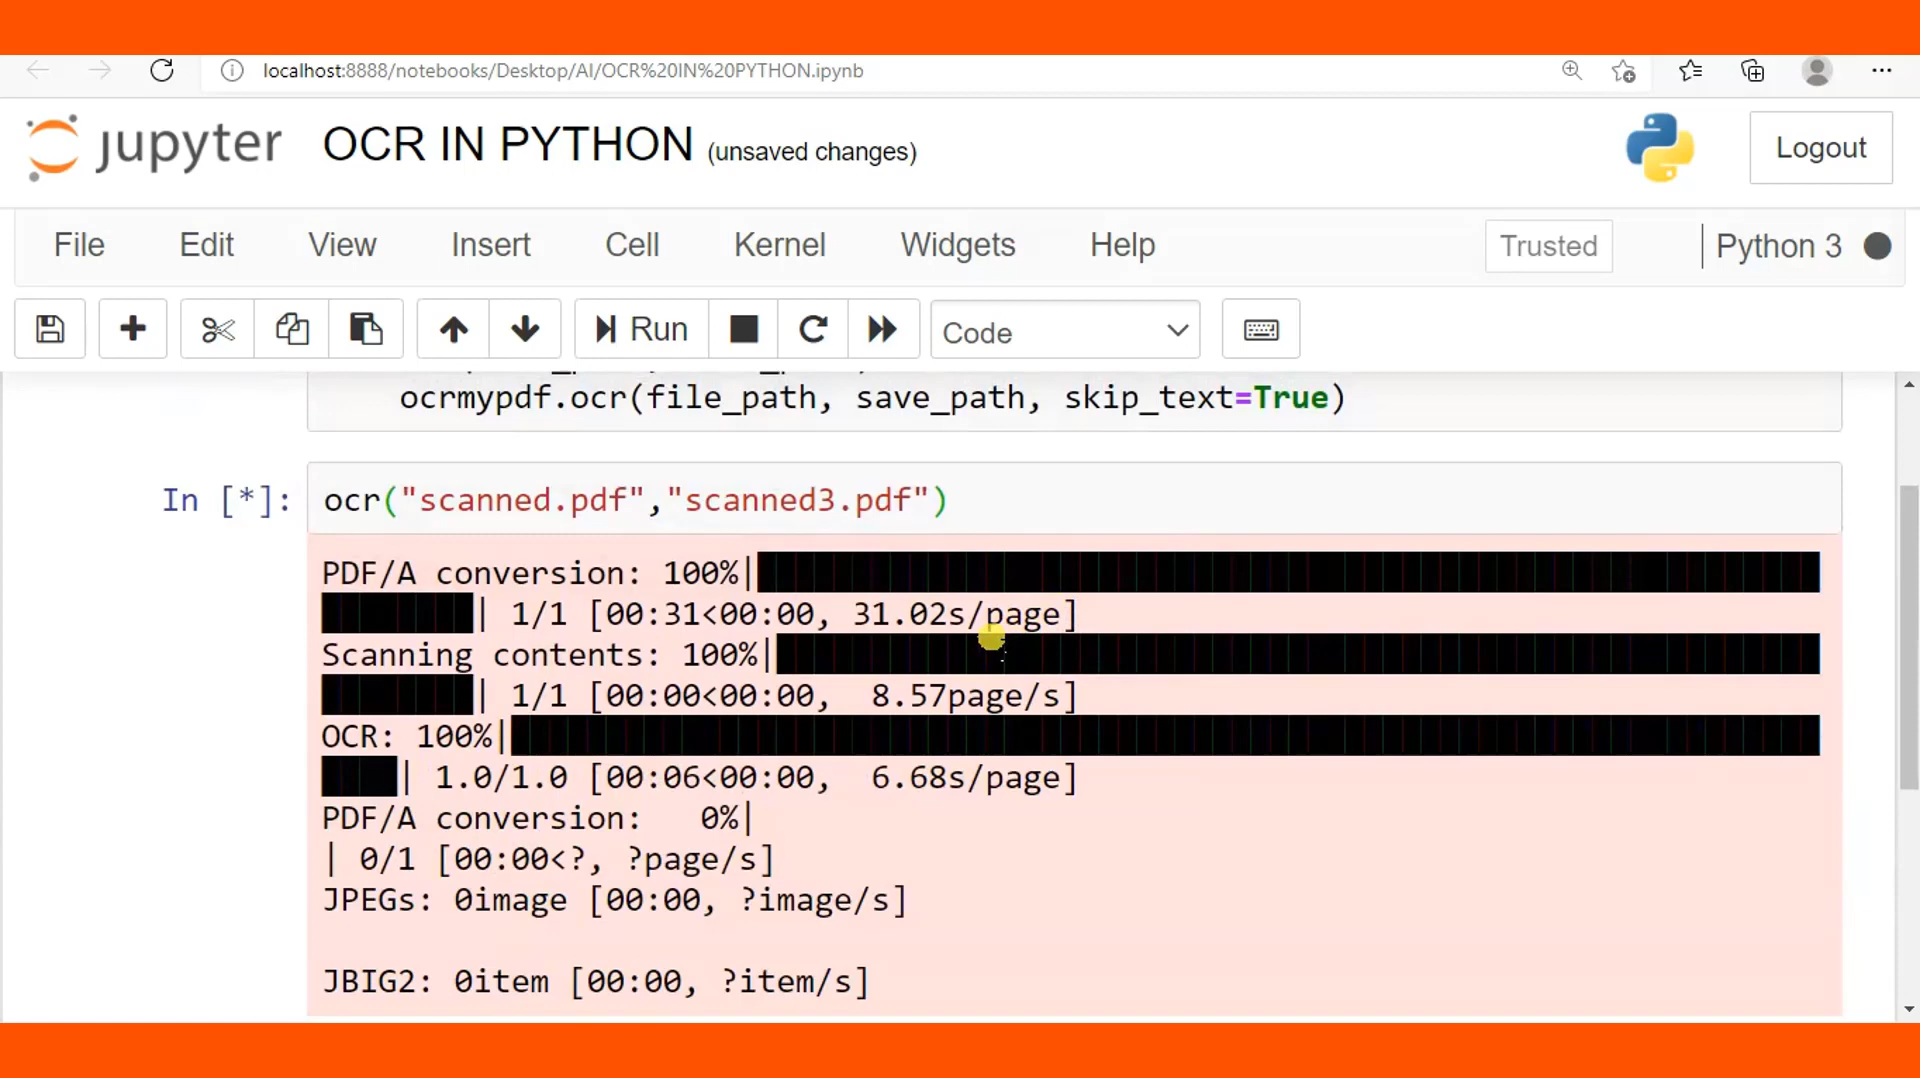 localhost:8888/notebooks/Desktop/AI/OCR%20IN%20PYTHON.ipynb
jupyter OCR IN PYTHON (unsaved changes)
Logout
File Edit View Insert Cell Kernel Widgets Help Trusted Python 3
Run Code
ocrmypdf.ocr(file_path, save_path, skip_text=True)
In [*]: ocr("scanned.pdf","scanned3.pdf")
PDF/A conversion: 100%|
| 1/1 [00:31<00:00, 31.02s/page]
Scanning contents: 100%|
| 1/1 [00:00<00:00, 8.57page/s]
OCR: 100%|
| 1.0/1.0 [00:06<00:00, 6.68s/page]
PDF/A conversion: 0%|
| 0/1 [00:00<?, ?page/s]
JPEGs: 0image [00:00, ?image/s]
JBIG2: 0item [00:00, ?item/s]